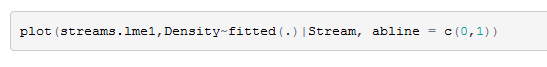 plot(streams.lme1,Density~fitted(.)|Stream, abline = c(0,1))